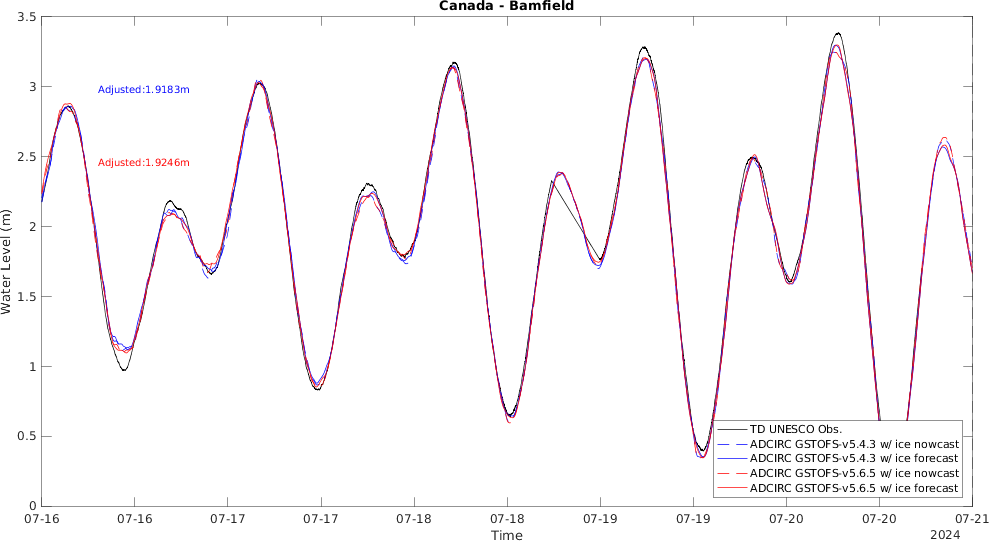 Canada - Bamfield
3.5
3
2.5
2
1.5
1
0.5
0
Water Level (m)
Adjusted:1.9183m
Adjusted:1.9246m
TD UNESCO Obs.
ADCIRC GSTOFS-v5.4.3 w/ ice nowcast
ADCIRC GSTOFS-v5.4.3 w/ ice forecast
ADCIRC GSTOFS-v5.6.5 w/ ice nowcast
ADCIRC GSTOFS-v5.6.5 w/ ice forecast
07-16 07-16 07-17 07-17 07-18 07-18 07-19 07-19 07-20 07-20 07-21
Time
2024